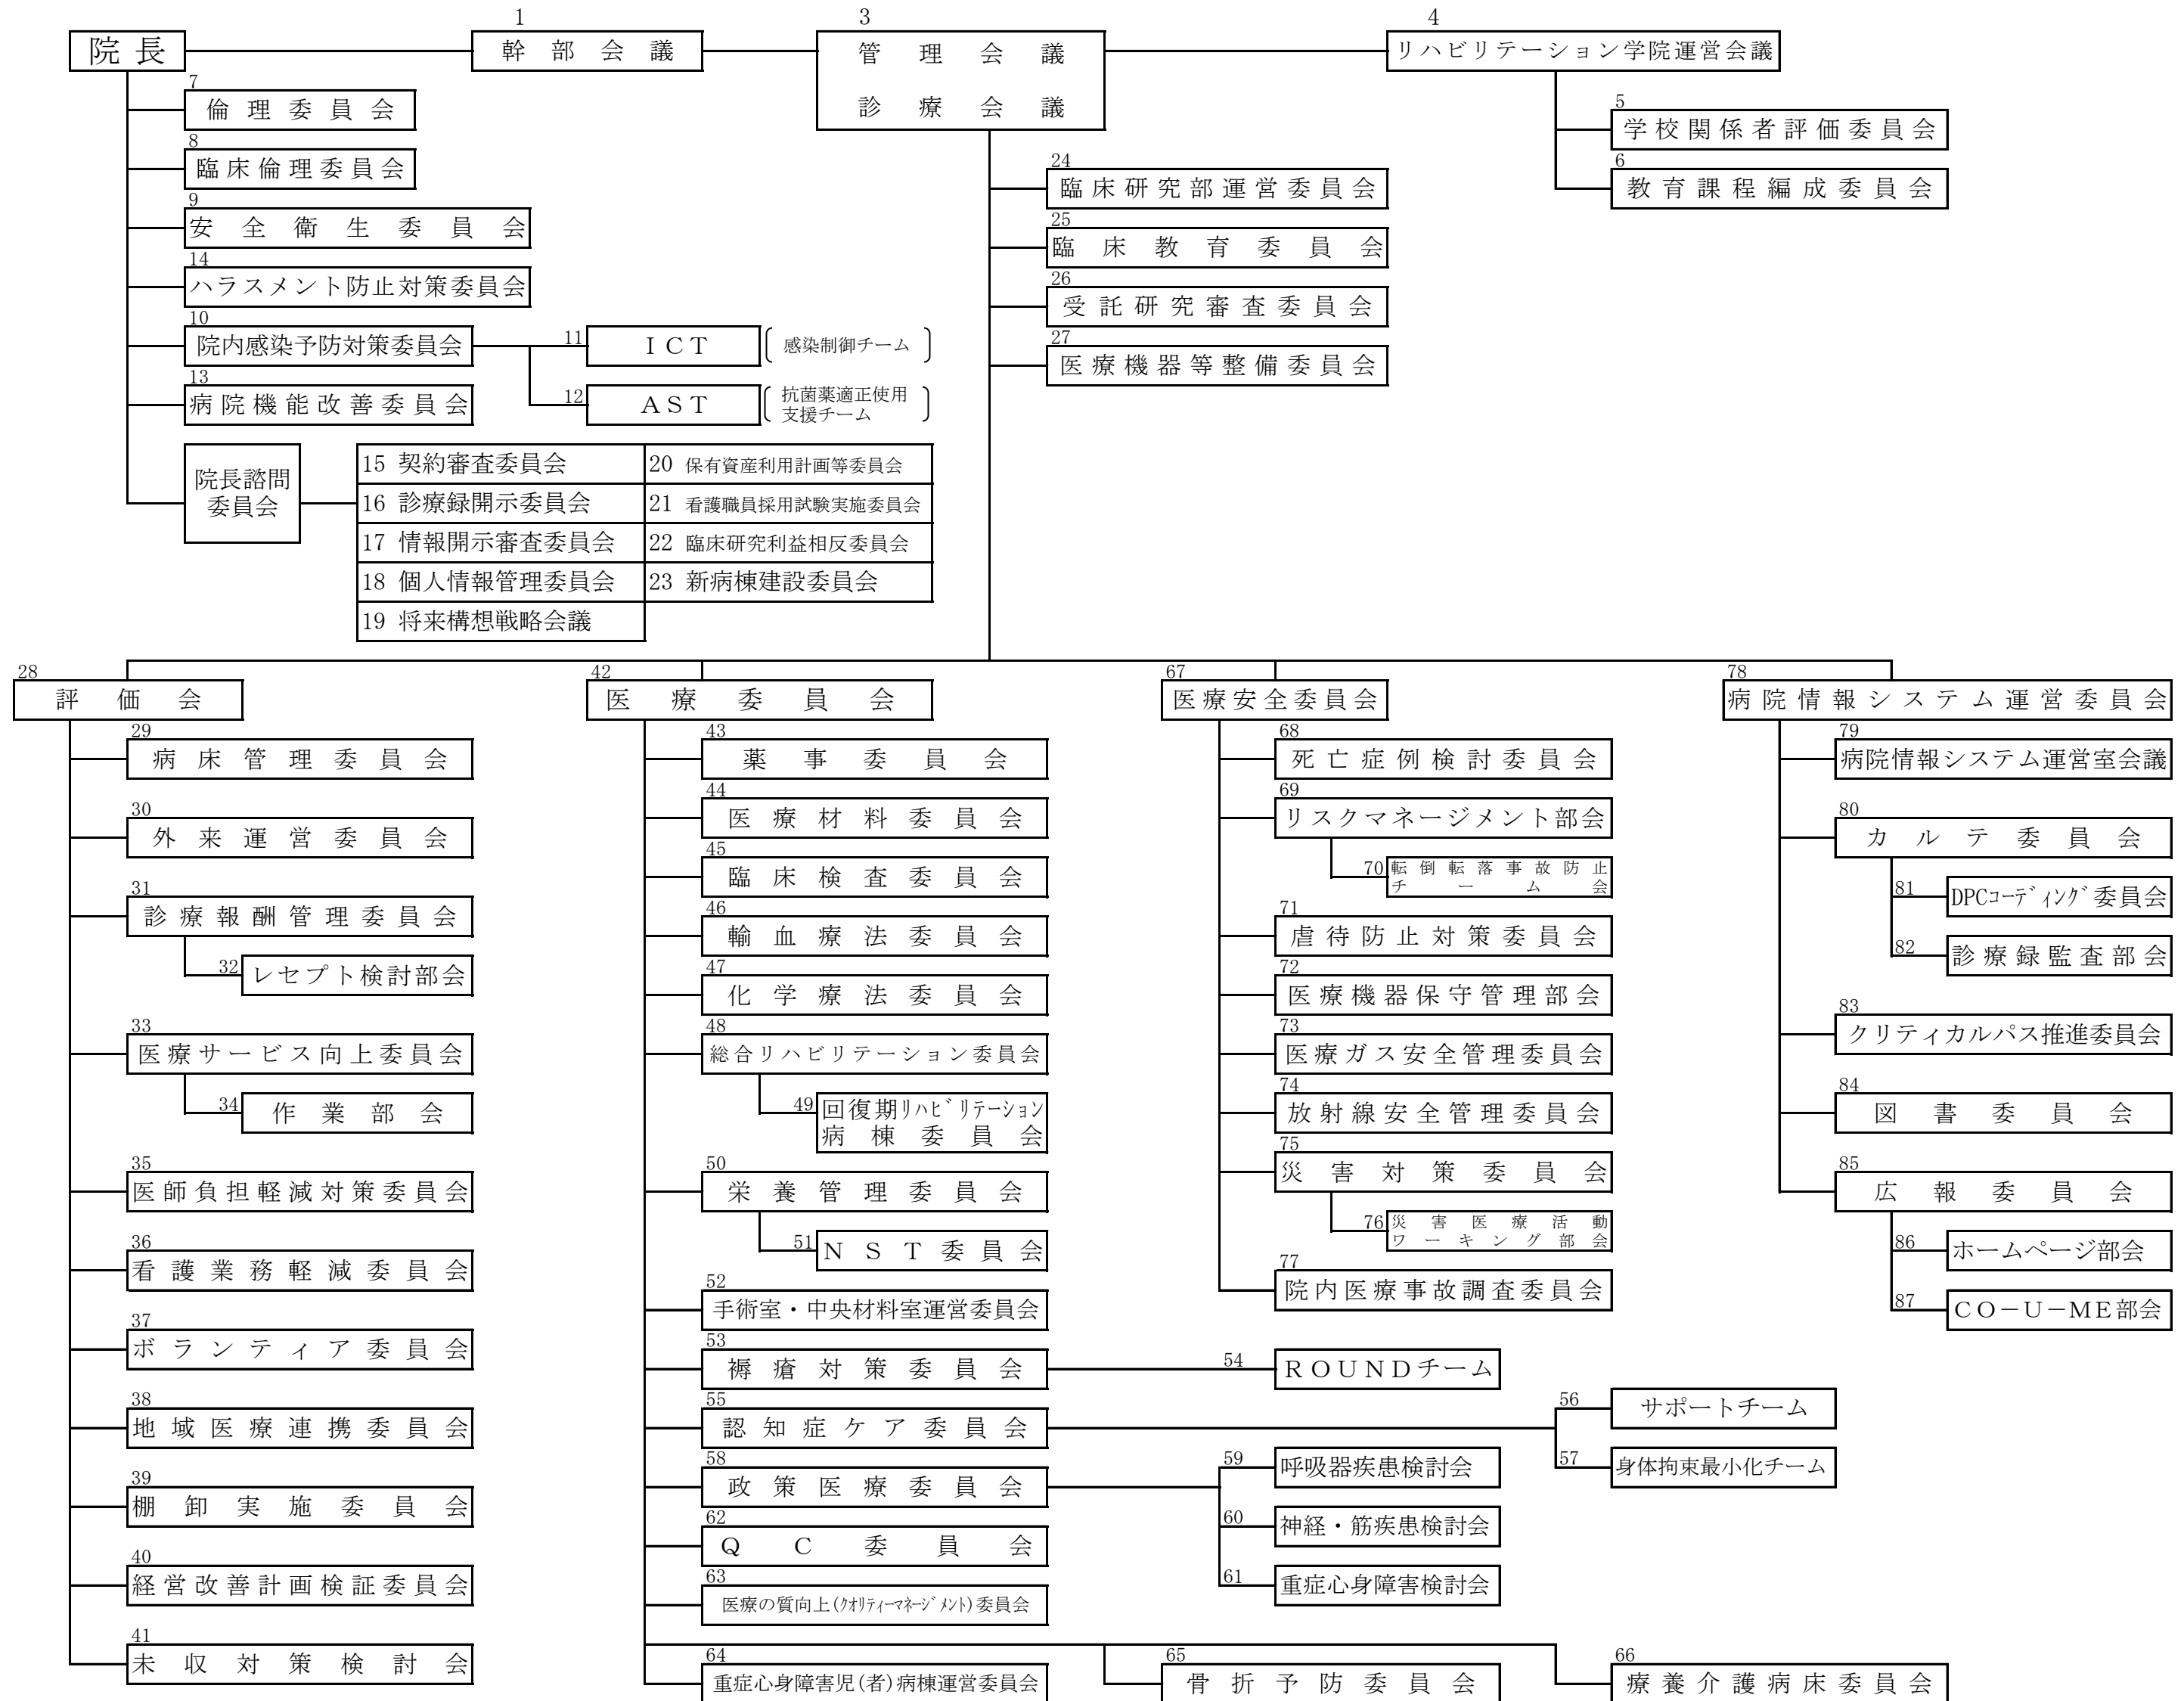 1
3
4
院長
幹部会議
管理会議
診療会議
リハビリテーション学院運営会議
7
倫理委員会
8
臨床倫理委員会
9
安全衛生委員会
14
ハラスメント防止対策委員会
10
院内感染予防対策委員会
11
ICT
感染制御チーム
13
病院機能改善委員会
12
AST
抗菌薬適正使用
支援チーム
院長諮問
委員会
15 契約審査委員会
20 保有資産利用計画等委員会
16 診療録開示委員会
21 看護職員採用試験実施委員会
17 情報開示審査委員会
22 臨床研究利益相反委員会
18 個人情報管理委員会
23 新病棟建設委員会
19 将来構想戦略会議
5
学校関係者評価委員会
6
教育課程編成委員会
24
臨床研究部運営委員会
25
臨床教育委員会
26
受託研究審査委員会
27
医療機器等整備委員会
28
評価会
29
病床管理委員会
30
外来運営委員会
31
診療報酬管理委員会
32
レセプト検討部会
33
医療サービス向上委員会
34
作業部会
35
医師負担軽減対策委員会
36
看護業務軽減委員会
37
ボランティア委員会
38
地域医療連携委員会
39
棚卸実施委員会
40
経営改善計画検証委員会
41
未収対策検討会
42
医療委員会
43
薬事委員会
44
医療材料委員会
45
臨床検査委員会
46
輸血療法委員会
47
化学療法委員会
48
総合リハビリテーション委員会
49
回復期ﾘﾊﾋﾞﾘﾃｰｼｮﾝ
病棟委員会
50
栄養管理委員会
51
NST委員会
52
手術室・中央材料室運営委員会
53
褥瘡対策委員会
54
ROUNDチーム
55
認知症ケア委員会
56
サポートチーム
57
身体拘束最小化チーム
58
政策医療委員会
59
呼吸器疾患検討会
60
神経・筋疾患検討会
61
重症心身障害検討会
62
QC委員会
63
医療の質向上(ｸｵﾘﾃｨｰﾏﾈｰｼﾞﾒﾝﾄ)委員会
64
重症心身障害児(者)病棟運営委員会
65
骨折予防委員会
66
療養介護病床委員会
67
医療安全委員会
68
死亡症例検討委員会
69
リスクマネージメント部会
70
転倒転落事故防止
チーム会
71
虐待防止対策委員会
72
医療機器保守管理部会
73
医療ガス安全管理委員会
74
放射線安全管理委員会
75
災害対策委員会
76
災害医療活動
ワーキング部会
77
院内医療事故調査委員会
78
病院情報システム運営委員会
79
病院情報システム運営室会議
80
カルテ委員会
81
DPCｺｰﾃﾞｨﾝｸﾞ委員会
82
診療録監査部会
83
クリティカルパス推進委員会
84
図書委員会
85
広報委員会
86
ホームページ部会
87
CO－U－ME部会